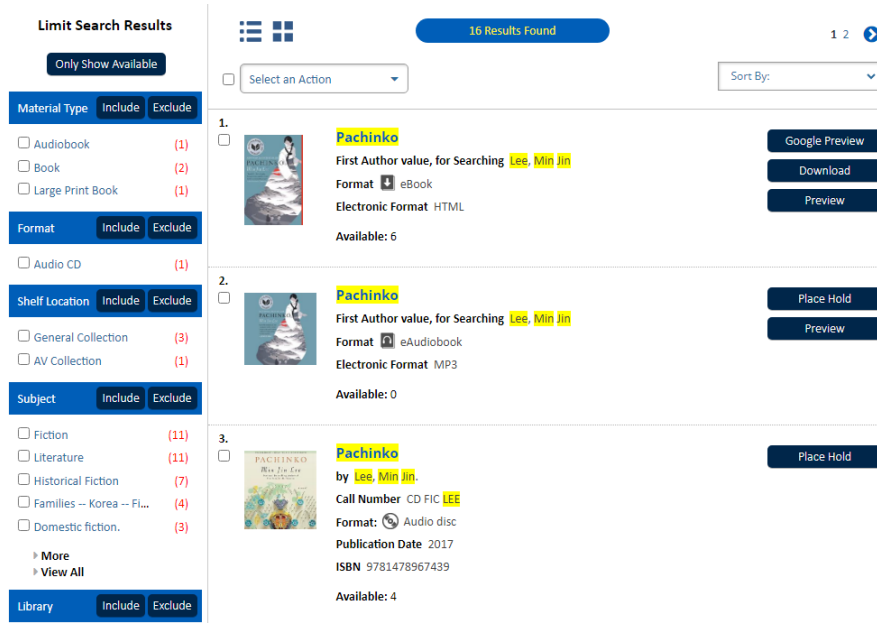 Limit Search Results
Only Show Available
Material Type Include Exclude
Audiobook (1)
Book (2)
Large Print Book (1)
Format Include Exclude
Audio CD (1)
Shelf Location Include Exclude
General Collection (3)
AV Collection (1)
Subject Include Exclude
Fiction (11)
Literature (11)
Historical Fiction (7)
Families -- Korea -- Fi... (4)
Domestic fiction. (3)
More
View All
Library Include Exclude
16 Results Found
1 2
Select an Action
Sort By:
1.
PACHINKO
Pachinko
First Author value, for Searching Lee, Min Jin
Format eBook
Electronic Format HTML
Available: 6
Google Preview
Download
Preview
2.
PACHINKO
Pachinko
First Author value, for Searching Lee, Min Jin
Format eAudiobook
Electronic Format MP3
Available: 0
Place Hold
Preview
3.
PACHINKO
Min Jin Lee
Pachinko
by Lee, Min Jin.
Call Number CD FIC LEE
Format: Audio disc
Publication Date 2017
ISBN 9781478967439
Available: 4
Place Hold